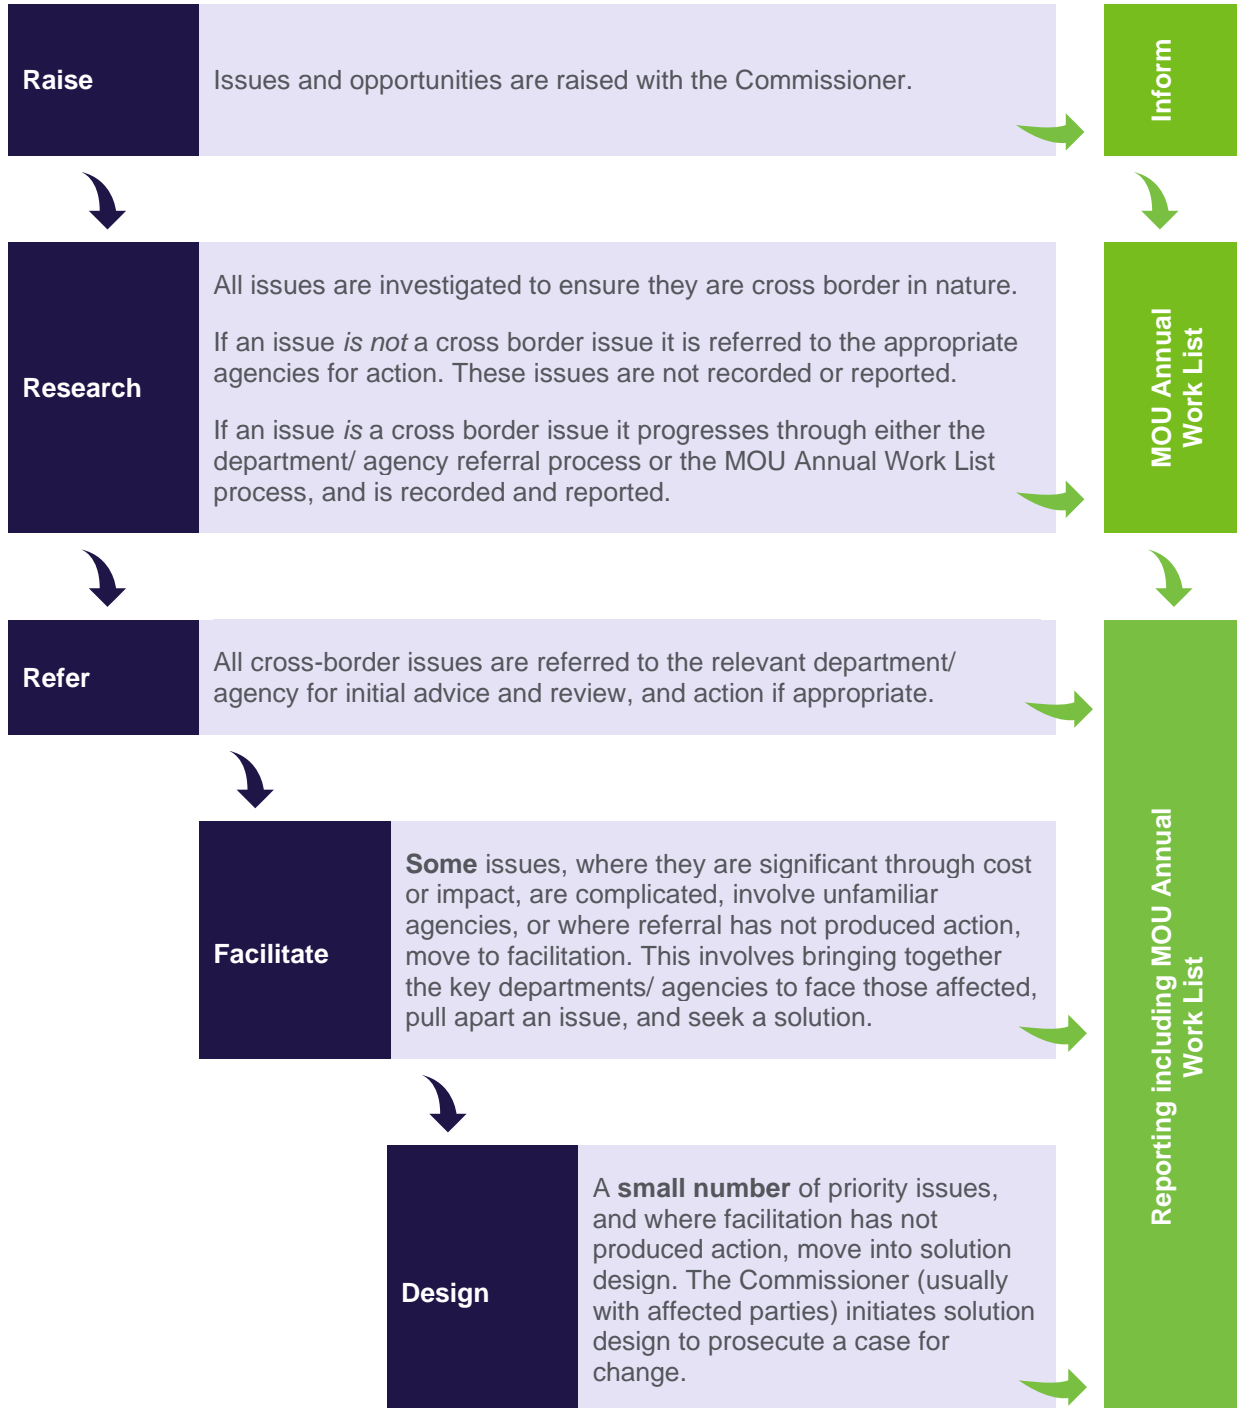 Raise
Issues and opportunities are raised with the Commissioner.
Inform
Research
All issues are investigated to ensure they are cross border in nature.
If an issue is not a cross border issue it is referred to the appropriate
agencies for action. These issues are not recorded or reported.
If an issue is a cross border issue it progresses through either the
department/ agency referral process or the MOU Annual Work List
process, and is recorded and reported.
MOU Annual
Work List
Refer
All cross-border issues are referred to the relevant department/
agency for initial advice and review, and action if appropriate.
Facilitate
Some issues, where they are significant through cost
or impact, are complicated, involve unfamiliar
agencies, or where referral has not produced action,
move to facilitation. This involves bringing together
the key departments/ agencies to face those affected,
pull apart an issue, and seek a solution.
Reporting including MOU Annual
Work List
Design
A small number of priority issues,
and where facilitation has not
produced action, move into solution
design. The Commissioner (usually
with affected parties) initiates solution
design to prosecute a case for
change.